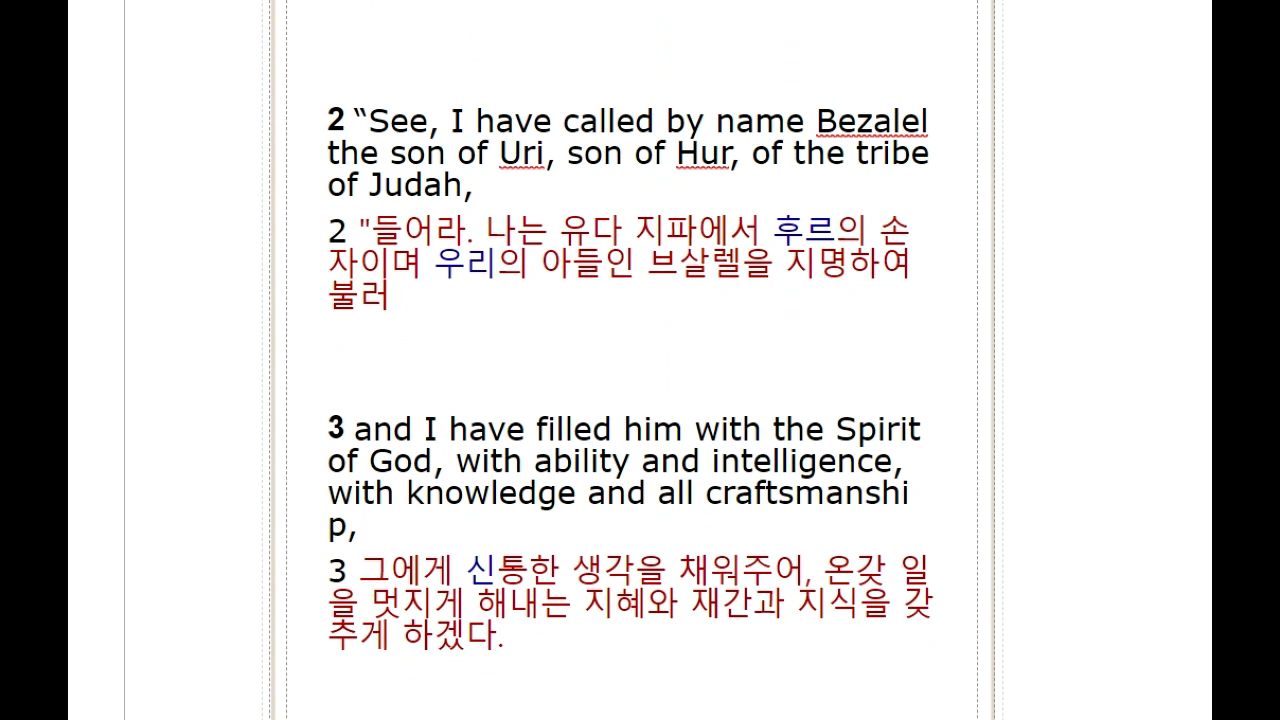 2 “See, I have called by name Bezalel
the son of Uri, son of Hur, of the tribe
of Judah,
2 "들어라. 나는 유다 지파에서 후르의 손
자이며 우리의 아들인 브살렐을 지명하여
불러
3 and I have filled him with the Spirit
of God, with ability and intelligence,
with knowledge and all craftsmanshi
p,
3 그에게 신통한 생각을 채워주어, 온갖 일
을 멋지게 해내는 지혜와 재간과 지식을 갖
추게 하겠다.